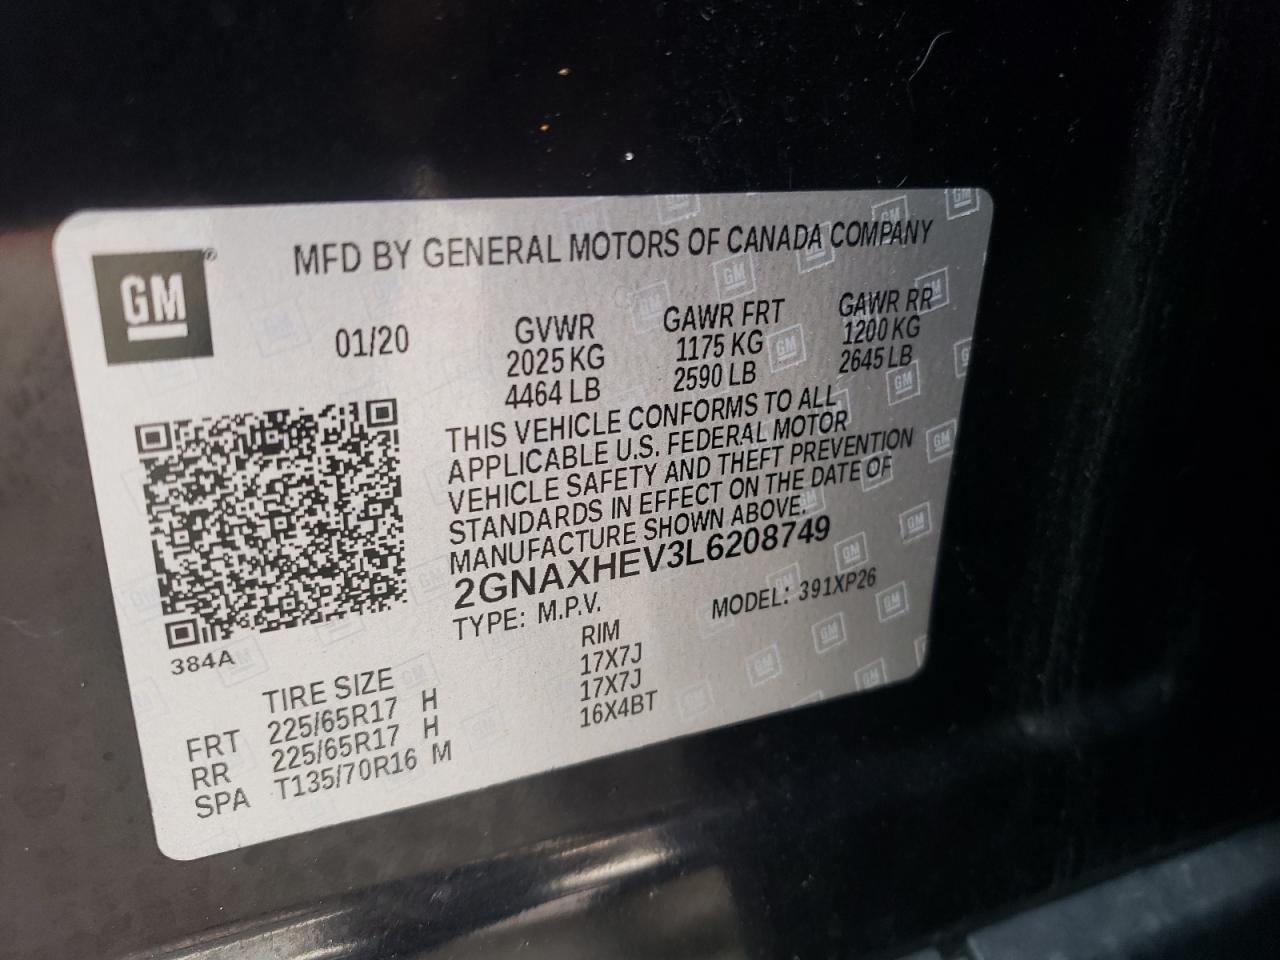 GM®
MFD BY GENERAL MOTORS OF CANADA COMPANY
01/20
GVWR
2025 KG
4464 LB
GAWR FRT
1175 KG
2590 LB
GAWR RR
1200 KG
2645 LB
THIS VEHICLE CONFORMS TO ALL
APPLICABLE U.S. FEDERAL MOTOR
VEHICLE SAFETY AND THEFT PREVENTION
STANDARDS IN EFFECT ON THE DATE OF
MANUFACTURE SHOWN ABOVE.
2GNAXHEV3L6208749
TYPE: M.P.V.
MODEL: 391XP26
384A
TIRE SIZE RIM
FRT 225/65R17 H 17X7J
RR 225/65R17 H 17X7J
SPA T135/70R16 M 16X4BT